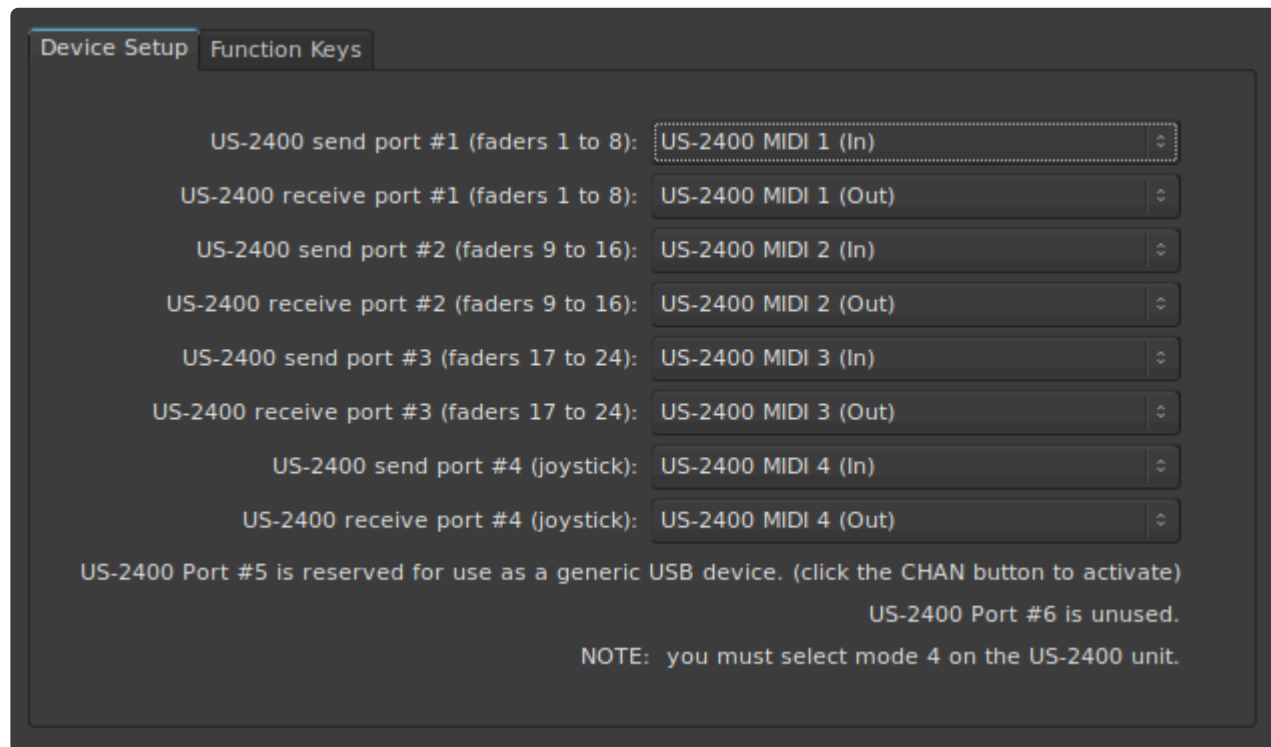 Device Setup Function Keys
US-2400 send port #1 (faders 1 to 8): US-2400 MIDI 1 (In)
US-2400 receive port #1 (faders 1 to 8): US-2400 MIDI 1 (Out)
US-2400 send port #2 (faders 9 to 16): US-2400 MIDI 2 (In)
US-2400 receive port #2 (faders 9 to 16): US-2400 MIDI 2 (Out)
US-2400 send port #3 (faders 17 to 24): US-2400 MIDI 3 (In)
US-2400 receive port #3 (faders 17 to 24): US-2400 MIDI 3 (Out)
US-2400 send port #4 (joystick): US-2400 MIDI 4 (In)
US-2400 receive port #4 (joystick): US-2400 MIDI 4 (Out)
US-2400 Port #5 is reserved for use as a generic USB device. (click the CHAN button to activate)
US-2400 Port #6 is unused.
NOTE: you must select mode 4 on the US-2400 unit.